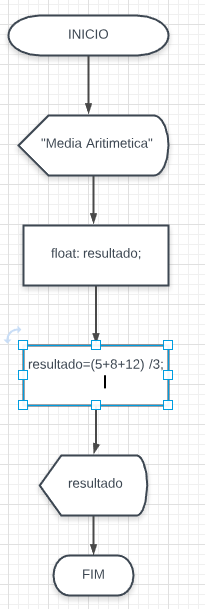 INICIO
"Media Aritimetica"
float: resultado;
resultado=(5+8+12) /3;
resultado
FIM